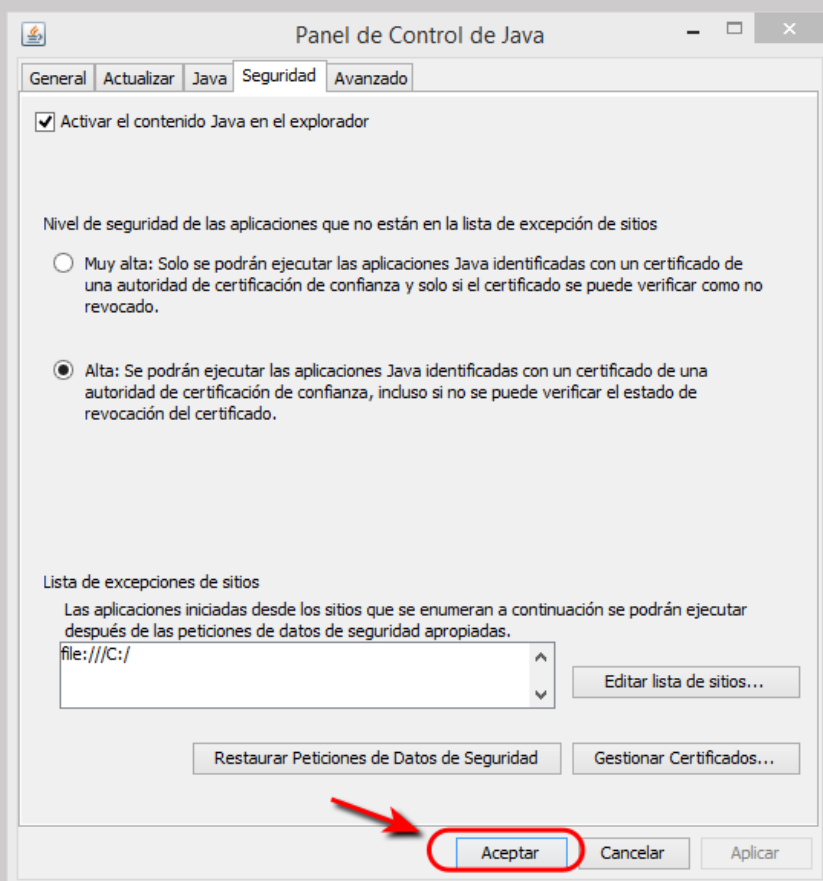 Panel de Control de Java
General Actualizar Java Seguridad Avanzado
Activar el contenido Java en el explorador
Nivel de seguridad de las aplicaciones que no están en la lista de excepción de sitios
Muy alta: Solo se podrán ejecutar las aplicaciones Java identificadas con un certificado de
una autoridad de certificación de confianza y solo si el certificado se puede verificar como no
revocado.
Alta: Se podrán ejecutar las aplicaciones Java identificadas con un certificado de una
autoridad de certificación de confianza, incluso si no se puede verificar el estado de
revocación del certificado.
Lista de excepciones de sitios
Las aplicaciones iniciadas desde los sitios que se enumeran a continuación se podrán ejecutar
después de las peticiones de datos de seguridad apropiadas.
file:///C:/
Editar lista de sitios...
Restaurar Peticiones de Datos de Seguridad Gestionar Certificados...
Aceptar Cancelar Aplicar